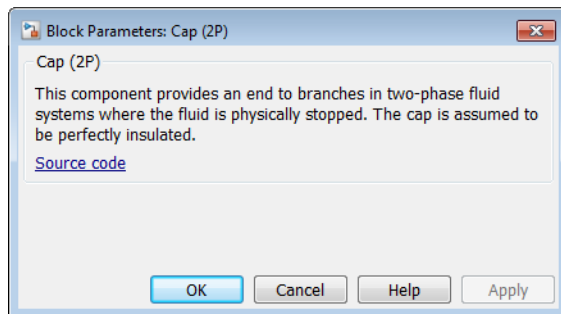 Block Parameters: Cap (2P)
Cap (2P)
This component provides an end to branches in two-phase fluid
systems where the fluid is physically stopped. The cap is assumed to
be perfectly insulated.
Source code
OK Cancel Help Apply